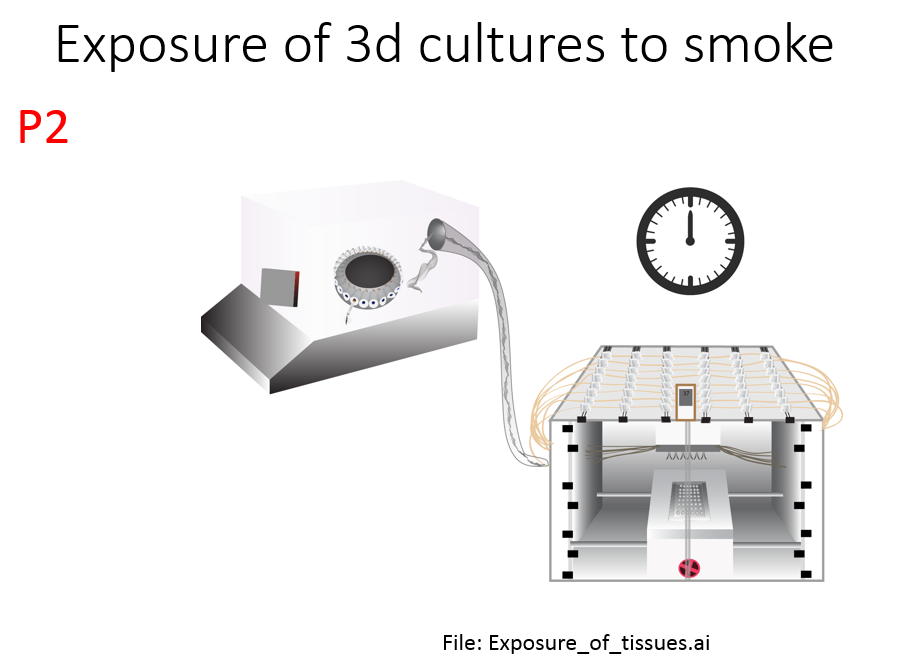 Exposure of 3d cultures to smoke
P2
File: Exposure_of_tissues.ai